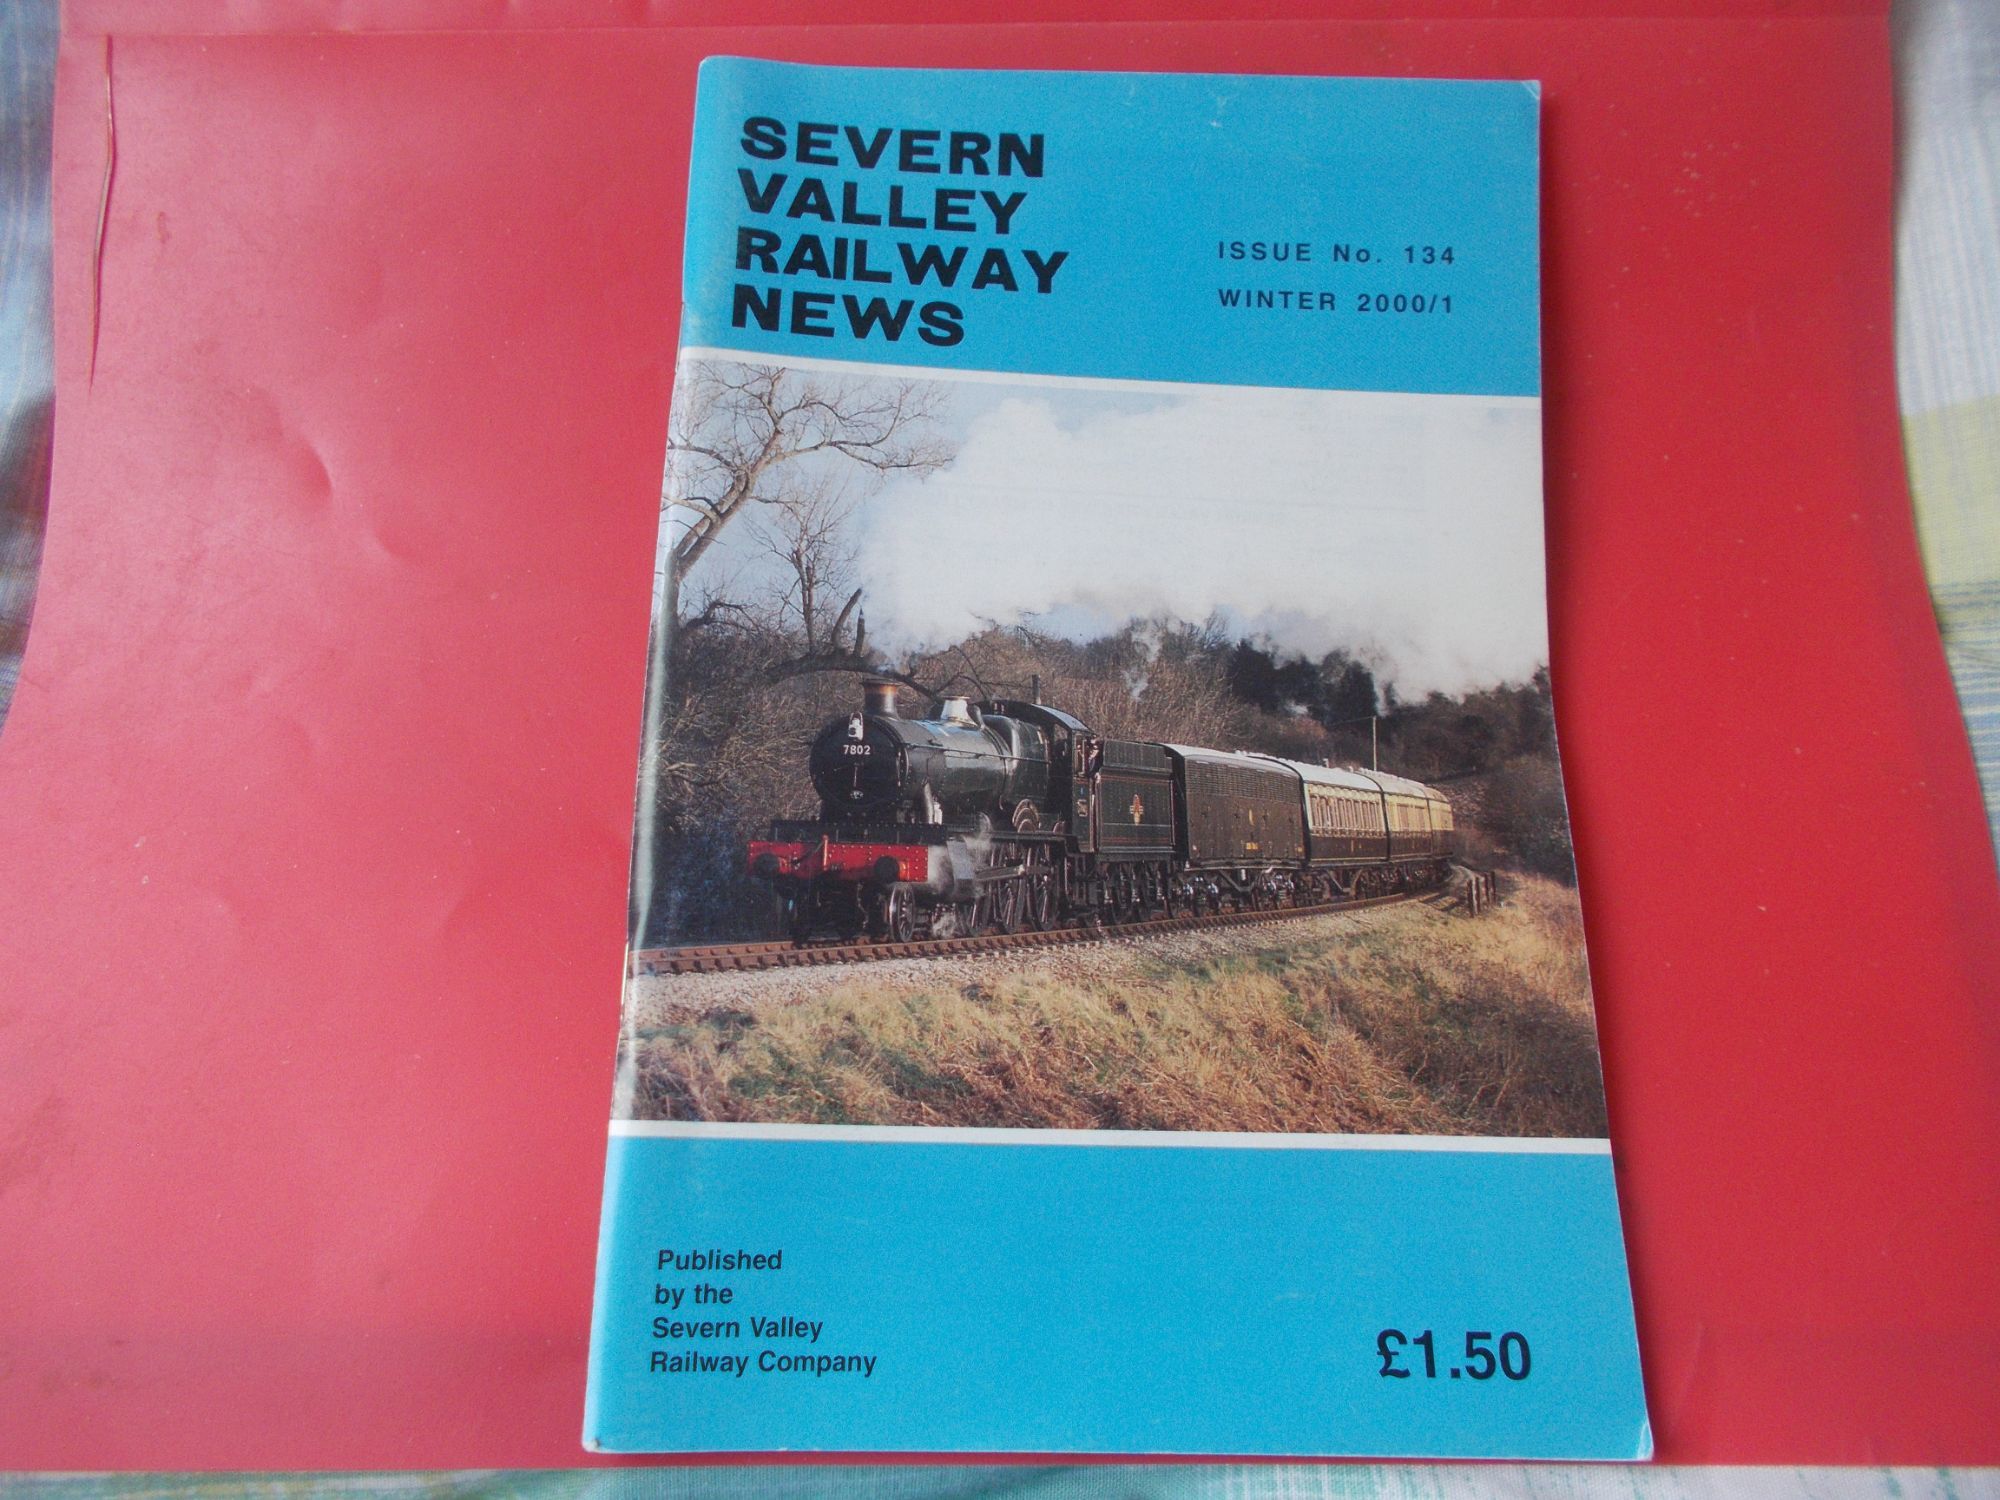 SEVERN
VALLEY
RAILWAY
NEWS
ISSUE No. 134
WINTER 2000/1
7802
Published
by the
Severn Valley
Railway Company
£1.50